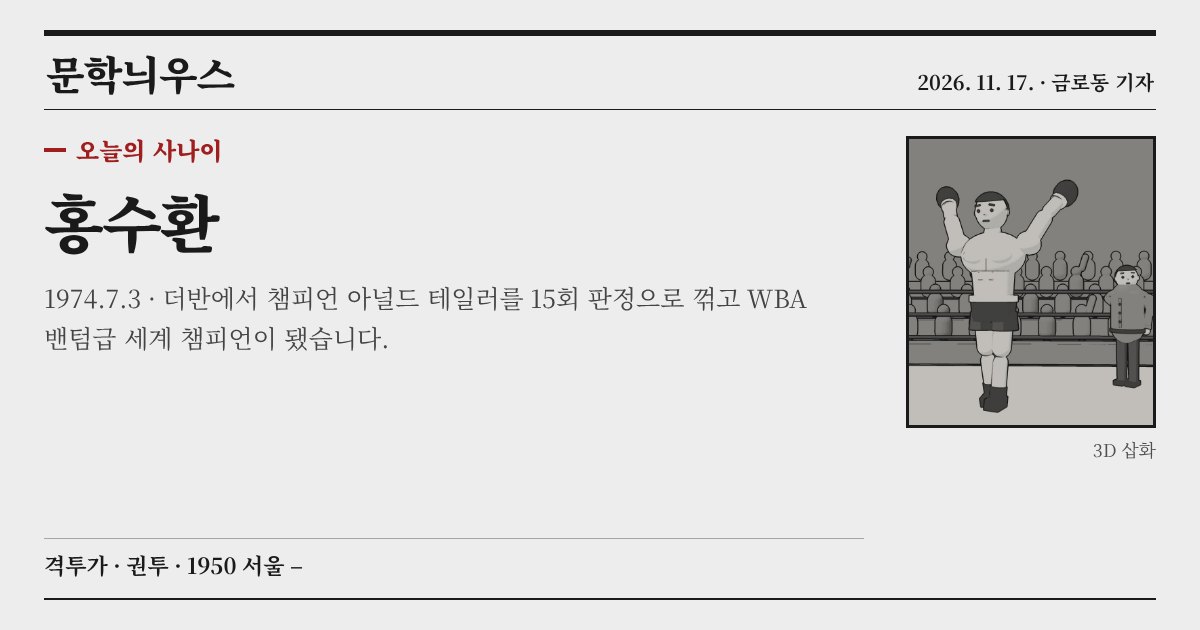 문학늬우스
2026. 11. 17. · 금로동 기자
오늘의 사나이
홍수환
1974.7.3 · 더반에서 챔피언 아널드 테일러를 15회 판정으로 꺾고 WBA
밴텀급 세계 챔피언이 됐습니다.
3D 삽화
격투가 · 권투 · 1950 서울 –